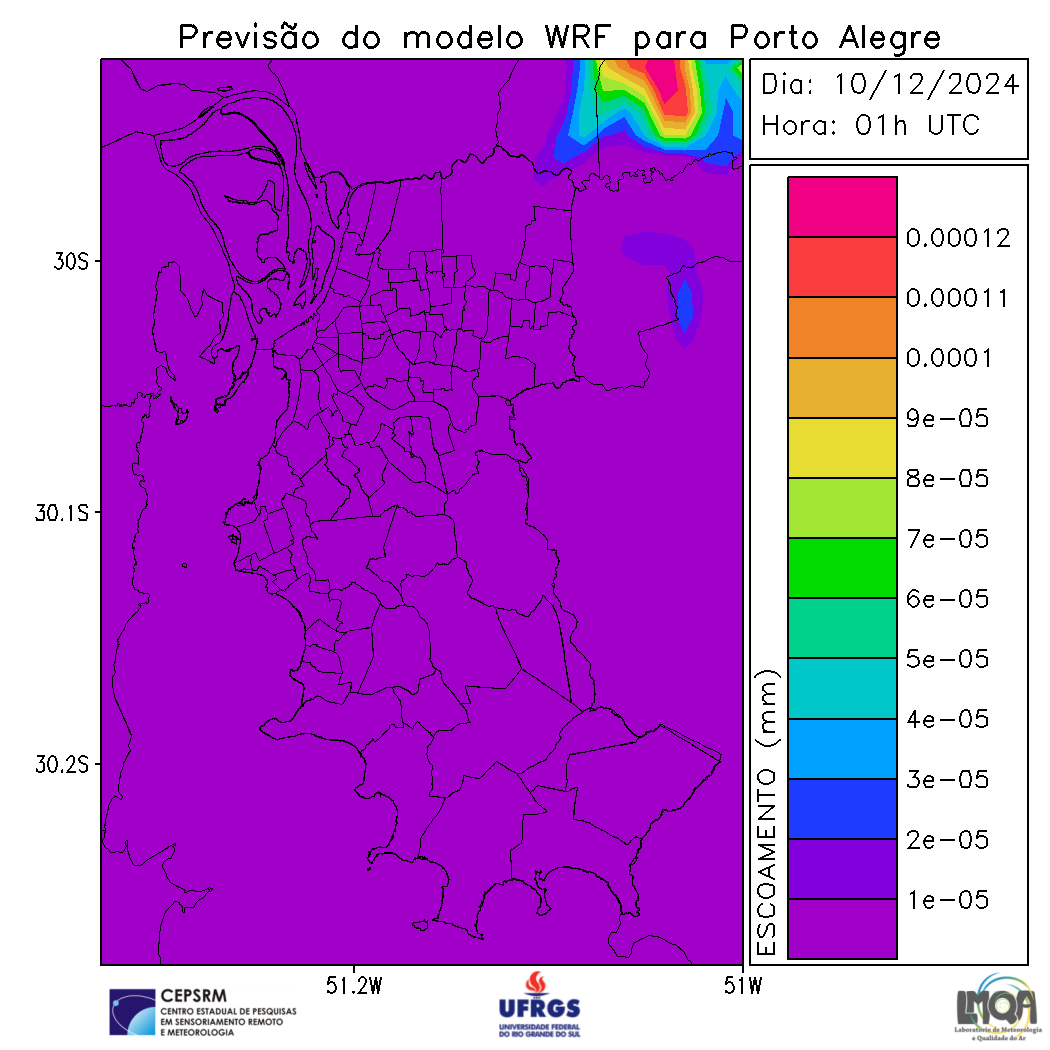 Previsão do modelo WRF para Porto Alegre
Dia: 10/12/2024
Hora: 01h UTC
30S
30.1S
30.2S
51.2W
51W
ESCOAMENTO (mm)
0.00012
0.00011
0.0001
9e-05
8e-05
7e-05
6e-05
5e-05
4e-05
3e-05
2e-05
1e-05
CEPSRM
CENTRO ESTADUAL DE PESQUISAS
EM SENSORIAMENTO REMOTO
E METEOROLOGIA
UFRGS
UNIVERSIDADE FEDERAL
DO RIO GRANDE DO SUL
LMQA
Laboratório de Meteorologia
e Qualidade do Ar